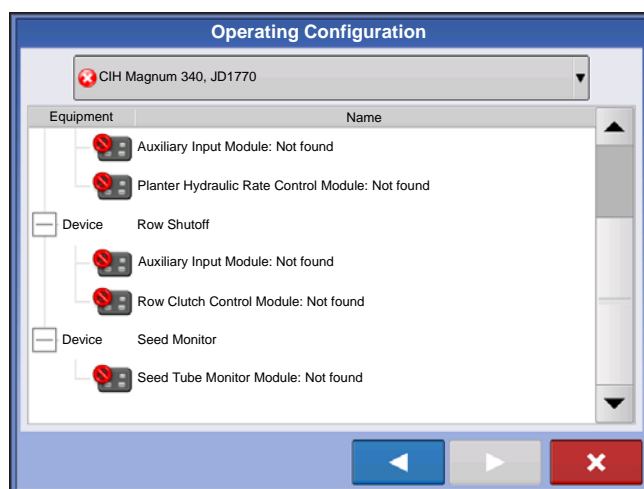 Operating Configuration
CIH Magnum 340, JD1770
Equipment Name
Auxiliary Input Module: Not found
Planter Hydraulic Rate Control Module: Not found
Device Row Shutoff
Auxiliary Input Module: Not found
Row Clutch Control Module: Not found
Device Seed Monitor
Seed Tube Monitor Module: Not found